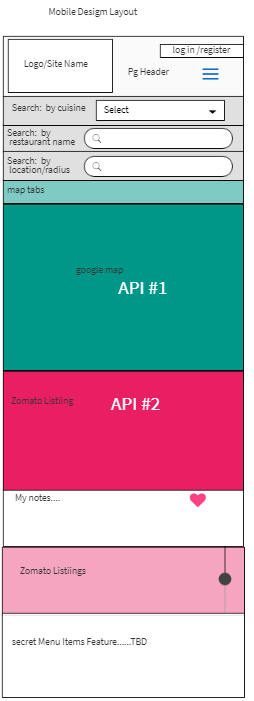 Mobile Desigm Layout
log in /register
Logo/Site Name
Pg Header
Search:  by cuisine
Select
Search:  by
restaurant name
Search:  by
location/radius
map tabs
google map
API #1
Zomato Listiing
API #2
My notes....
Zomato Listiings
secret Menu Items Feature......TBD